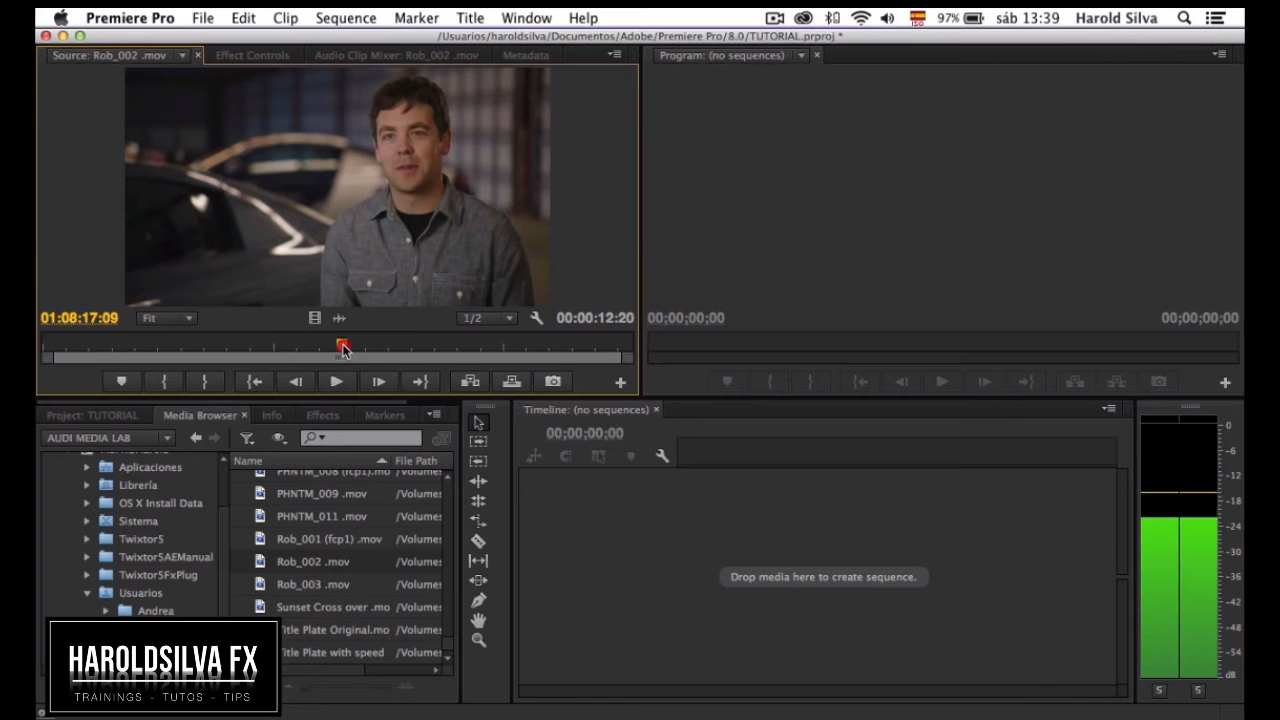 Premiere Pro File Edit Clip Sequence Marker Title Window Help 97% sáb 13:39 Harold Silva
/Usuarios/haroldsilva/Documentos/Adobe/Premiere Pro/8.0/TUTORIAL.prproj *
Source: Rob_002 .mov Effect Controls Audio Clip Mixer: Rob_002 .mov Metadata
Program: (no sequences)
01:08:17:09 Fit 1/2 00:00:12:20
00;00;00;00 00;00;00;00
Project: TUTORIAL Media Browser Info Effects Markers
AUDI MEDIA LAB
Name File Path
Aplicaciones
Librería
OS X Install Data
Sistema
Twixtor5
Twixtor5AEManual
Twixtor5FxPlug
Usuarios
Andrea
PHNTM_008 (fcp1).mo /Volumes
PHNTM_009 .mov /Volumes
PHNTM_011 .mov /Volumes
Rob_001 (fcp1) .mov /Volumes
Rob_002 .mov /Volumes
Rob_003 .mov /Volumes
Sunset Cross over .mo /Volumes
Title Plate Original.mo /Volumes
Title Plate with speed /Volumes
Timeline: (no sequences)
00;00;00;00
Drop media here to create sequence.
0
-6
-12
-18
-24
-30
-36
-42
-48
-54
dB
S S
HAROLDSILVA FX
TRAININGS - TUTOS - TIPS